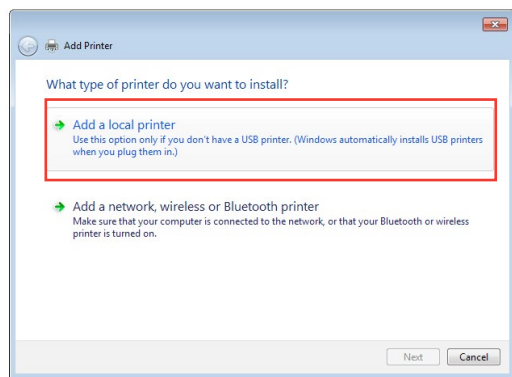 Add Printer
What type of printer do you want to install?
Add a local printer
Use this option only if you don't have a USB printer. (Windows automatically installs USB printers
when you plug them in.)
Add a network, wireless or Bluetooth printer
Make sure that your computer is connected to the network, or that your Bluetooth or wireless
printer is turned on.
Next Cancel